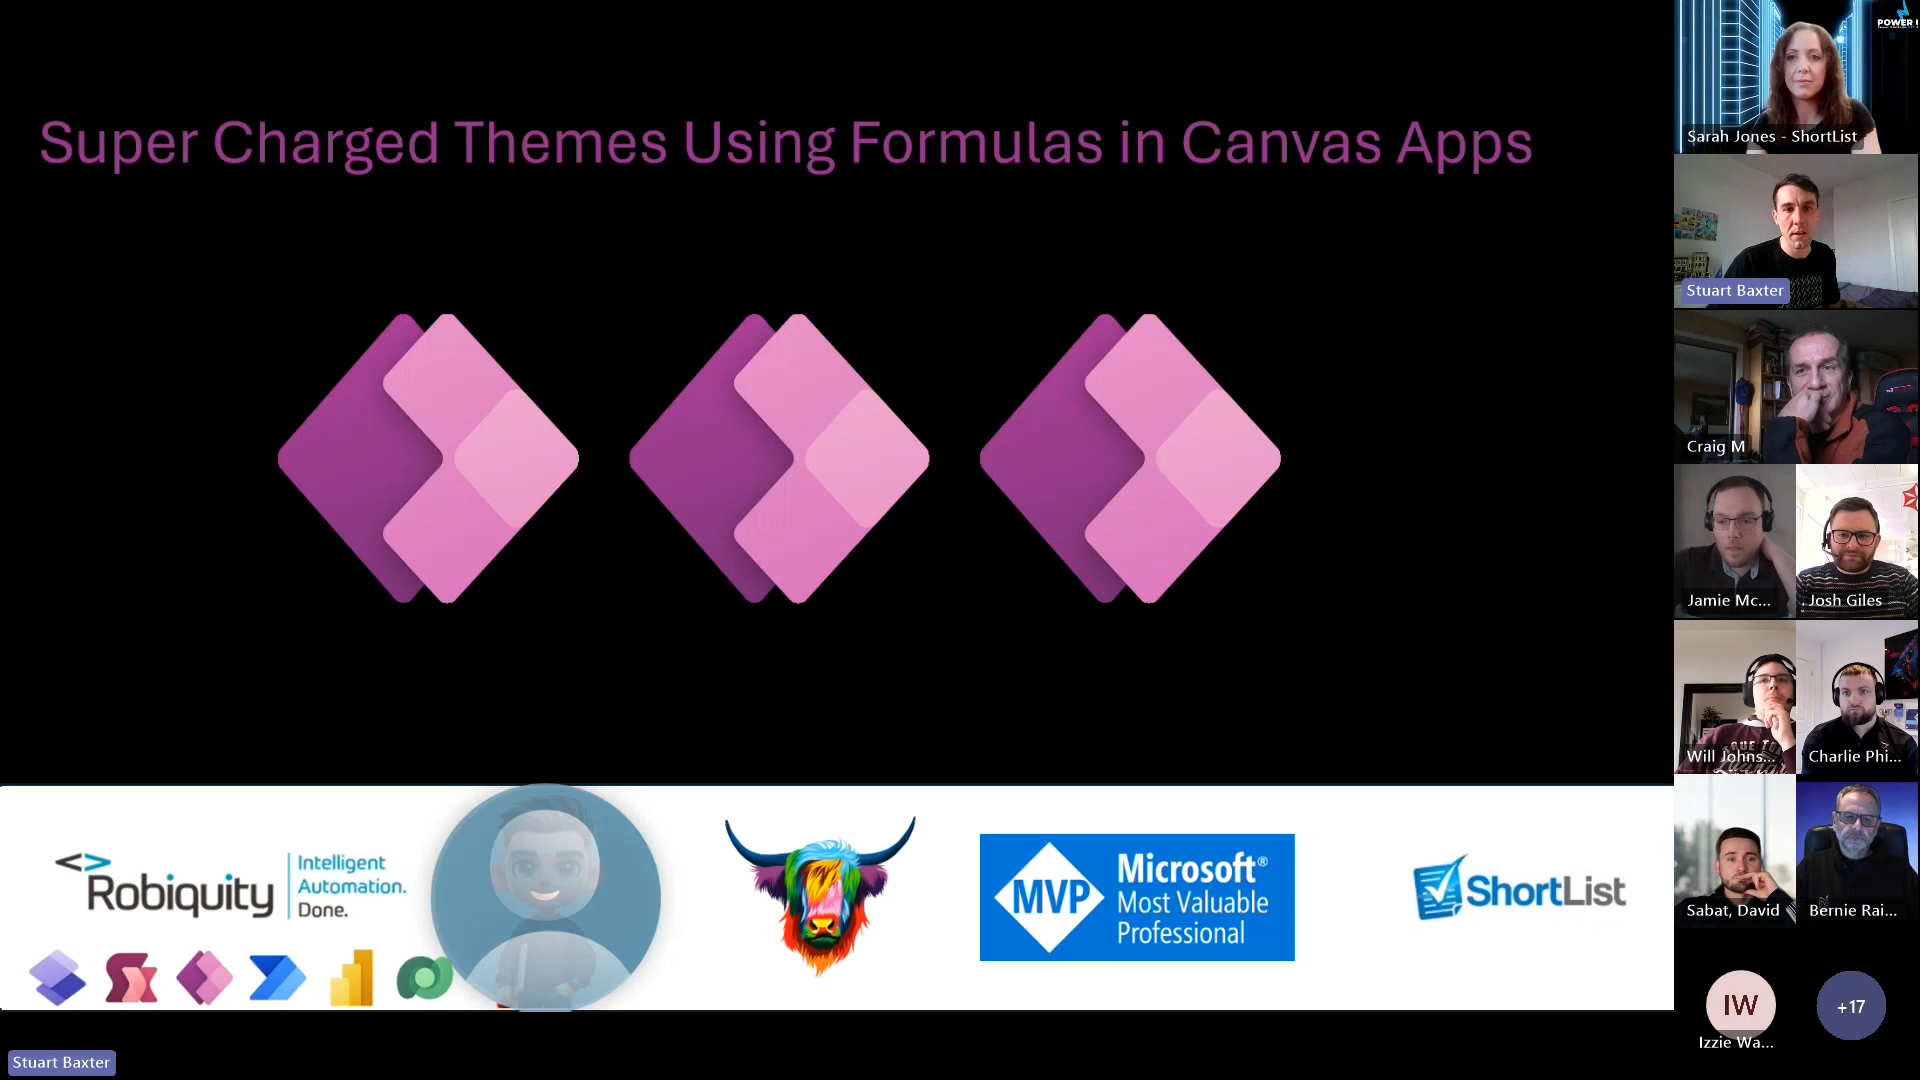 Super Charged Themes Using Formulas in Canvas Apps
Robiquity
Intelligent
Automation.
Done.
MVP
Microsoft®
Most Valuable
Professional
ShortList
Stuart Baxter
POWER
Sarah Jones - ShortList
Stuart Baxter
Craig M
Jamie Mc...
Josh Giles
Will Johns...
Charlie Phi...
Sabat, David
Bernie Rai...
IW
Izzie Wa...
+17